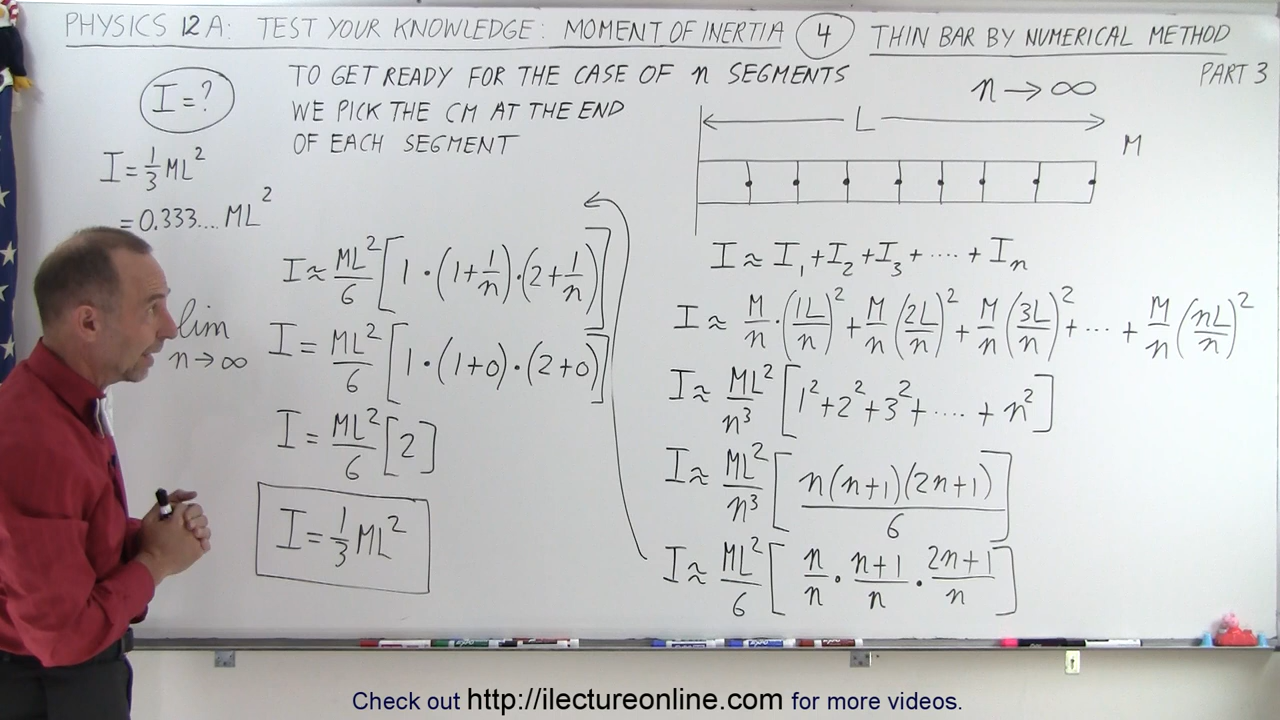 PHYSICS 12A: TEST YOUR KNOWLEDGE: MOMENT OF INERTIA 4 THIN BAR BY NUMERICAL METHOD
PART 3
I = ?
I = 1/3 ML²
= 0.333.... ML²
TO GET READY FOR THE CASE OF n SEGMENTS
WE PICK THE CM AT THE END
OF EACH SEGMENT
n → ∞
L
M
I ≈ I₁ + I₂ + I₃ + .... + Iₙ
I ≈ M/n · (1L/n)² + M/n (2L/n)² + M/n (3L/n)² + ... + M/n (nL/n)²
I ≈ ML²/n³ [1² + 2² + 3² + .... + n²]
I ≈ ML²/n³ [n(n+1)(2n+1)/6]
I ≈ ML²/6 [n/n · n+1/n · 2n+1/n]
I ≈ ML²/6 [1 · (1 + 1/n) · (2 + 1/n)]
lim n → ∞
I = ML²/6 [1 · (1+0) · (2+0)]
I = ML²/6 [2]
I = 1/3 ML²
Check out http://ilectureonline.com for more videos.